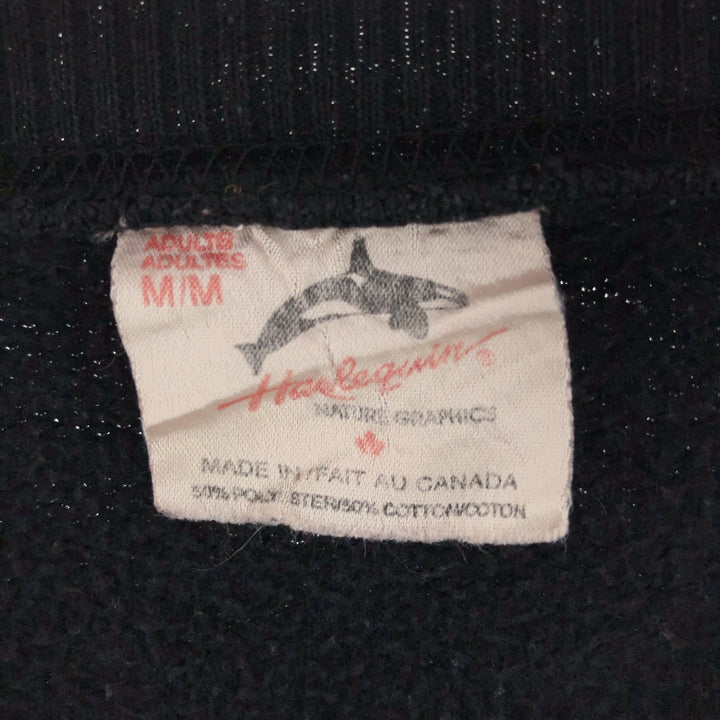 ADULTS
ADULTES
M/M
Harlequin®
NATURE GRAPHICS
MADE IN/FAIT AU CANADA
50% POLYESTER/50% COTTON/COTON